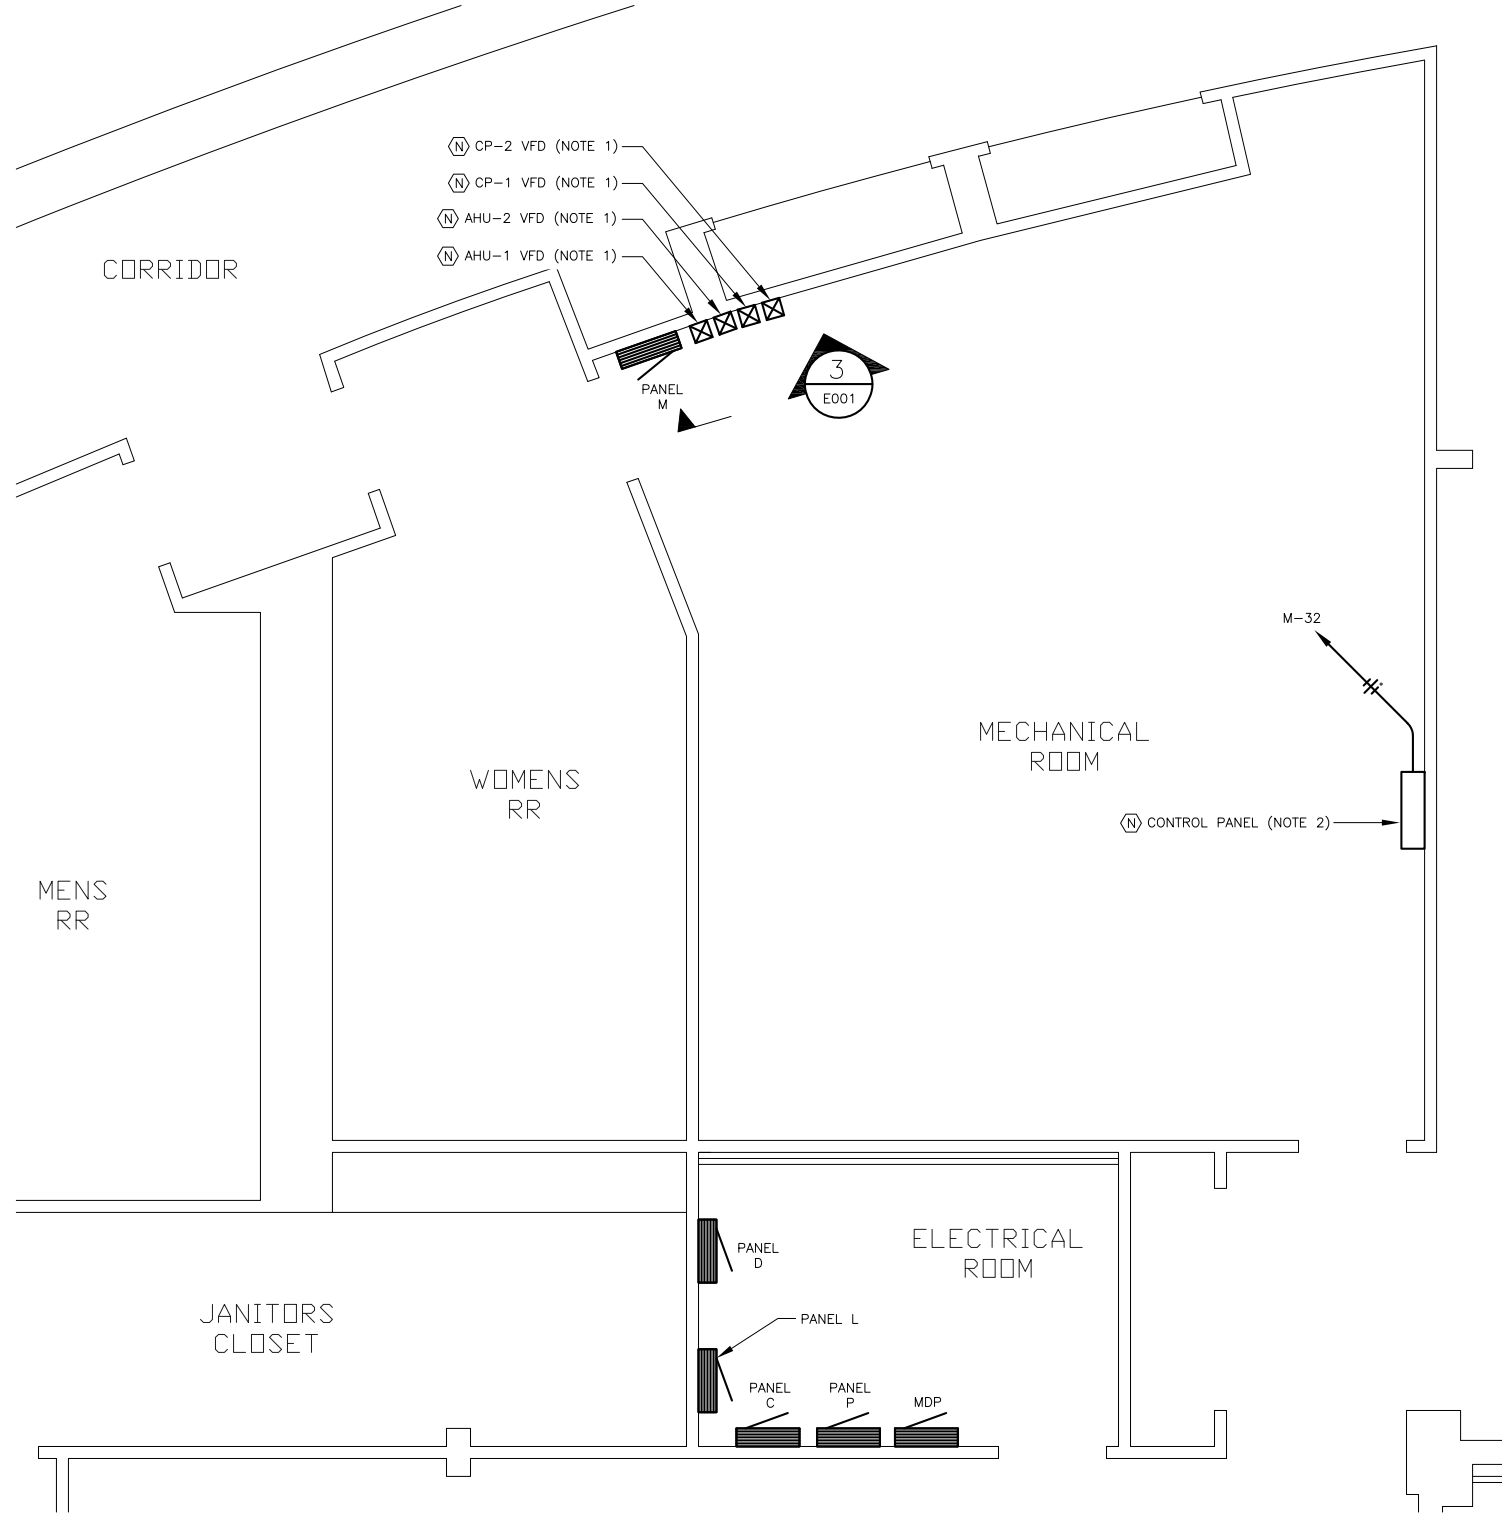 N CP-2 VFD (NOTE 1)
N CP-1 VFD (NOTE 1)
N AHU-2 VFD (NOTE 1)
N AHU-1 VFD (NOTE 1)
CORRIDOR
3
E001
PANEL
M
M-32
MECHANICAL
ROOM
WOMENS
RR
N CONTROL PANEL (NOTE 2)
MENS
RR
ELECTRICAL
ROOM
PANEL
D
JANITORS
CLOSET
PANEL L
PANEL
C
PANEL
P
MDP